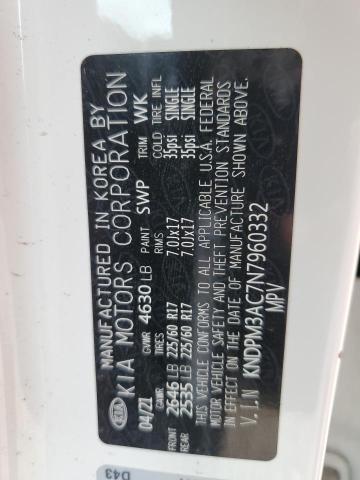 MANUFACTURED IN KOREA BY
KIA KIA MOTORS CORPORATION
04/21 GVWR 4630 LB PAINT SWP TRIM WK
GAWR TIRES RIMS COLD TIRE INFL
FRONT 2646 LB 225/60 R17 7.0Jx17 35psi SINGLE
REAR 2535 LB 225/60 R17 7.0Jx17 35psi SINGLE
THIS VEHICLE CONFORMS TO ALL APPLICABLE U.S.A. FEDERAL
MOTOR VEHICLE SAFETY AND THEFT PREVENTION STANDARDS
IN EFFECT ON THE DATE OF MANUFACTURE SHOWN ABOVE.
V.I.N KNDPM3AC7N7960332
MPV
D43